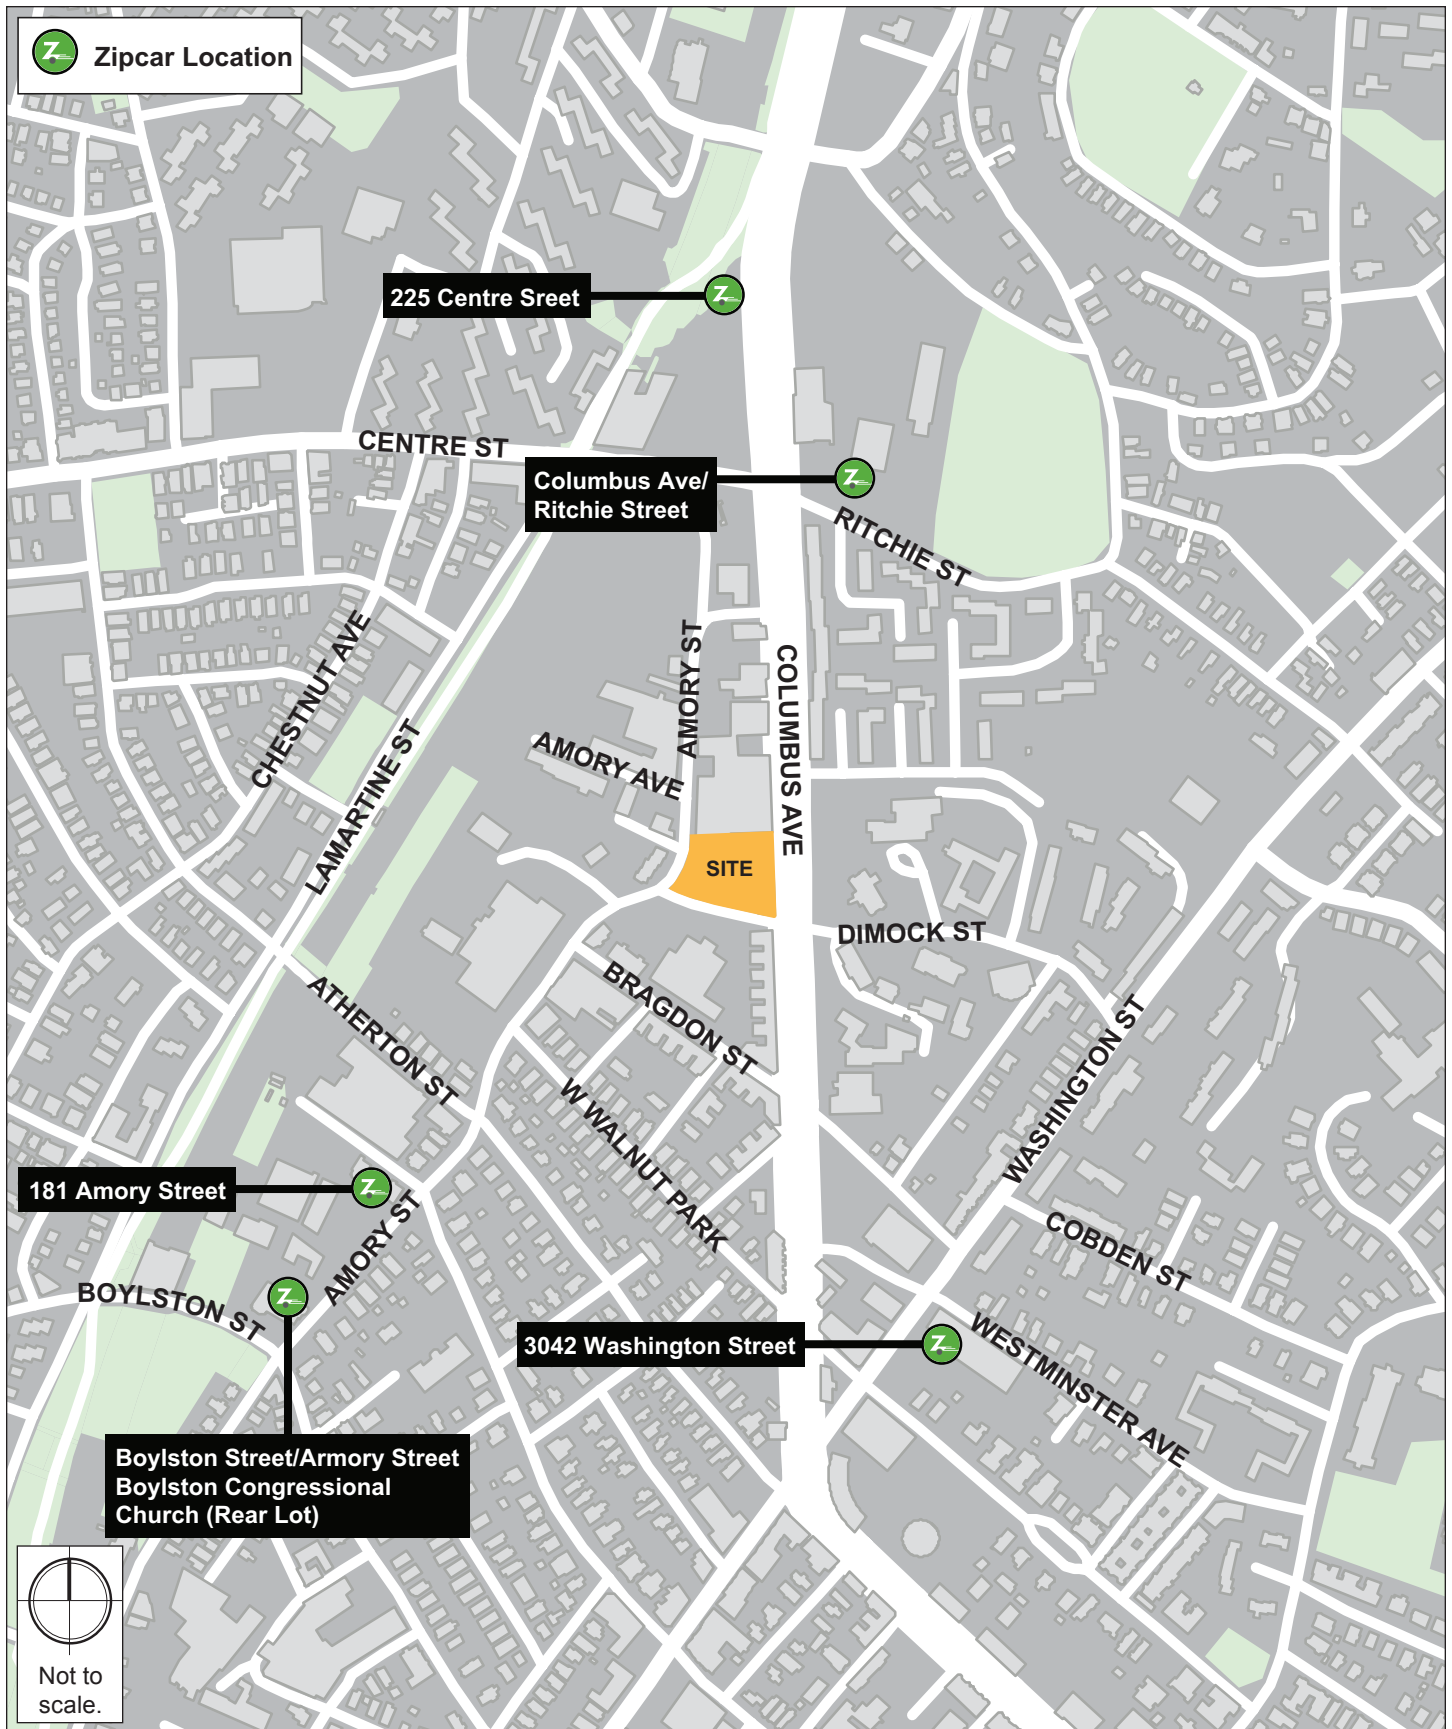 Zipcar Location
225 Centre Sreet
CENTRE ST
Columbus Ave/
Ritchie Street
RITCHIE ST
AMORY ST
COLUMBUS AVE
CHESTNUT AVE
LAMARTINE ST
AMORY AVE
SITE
DIMOCK ST
BRAGDON ST
ATHERTON ST
WASHINGTON ST
W WALNUT PARK
181 Amory Street
AMORY ST
COBDEN ST
BOYLSTON ST
3042 Washington Street
WESTMINSTER AVE
Boylston Street/Armory Street
Boylston Congressional
Church (Rear Lot)
Not to
scale.